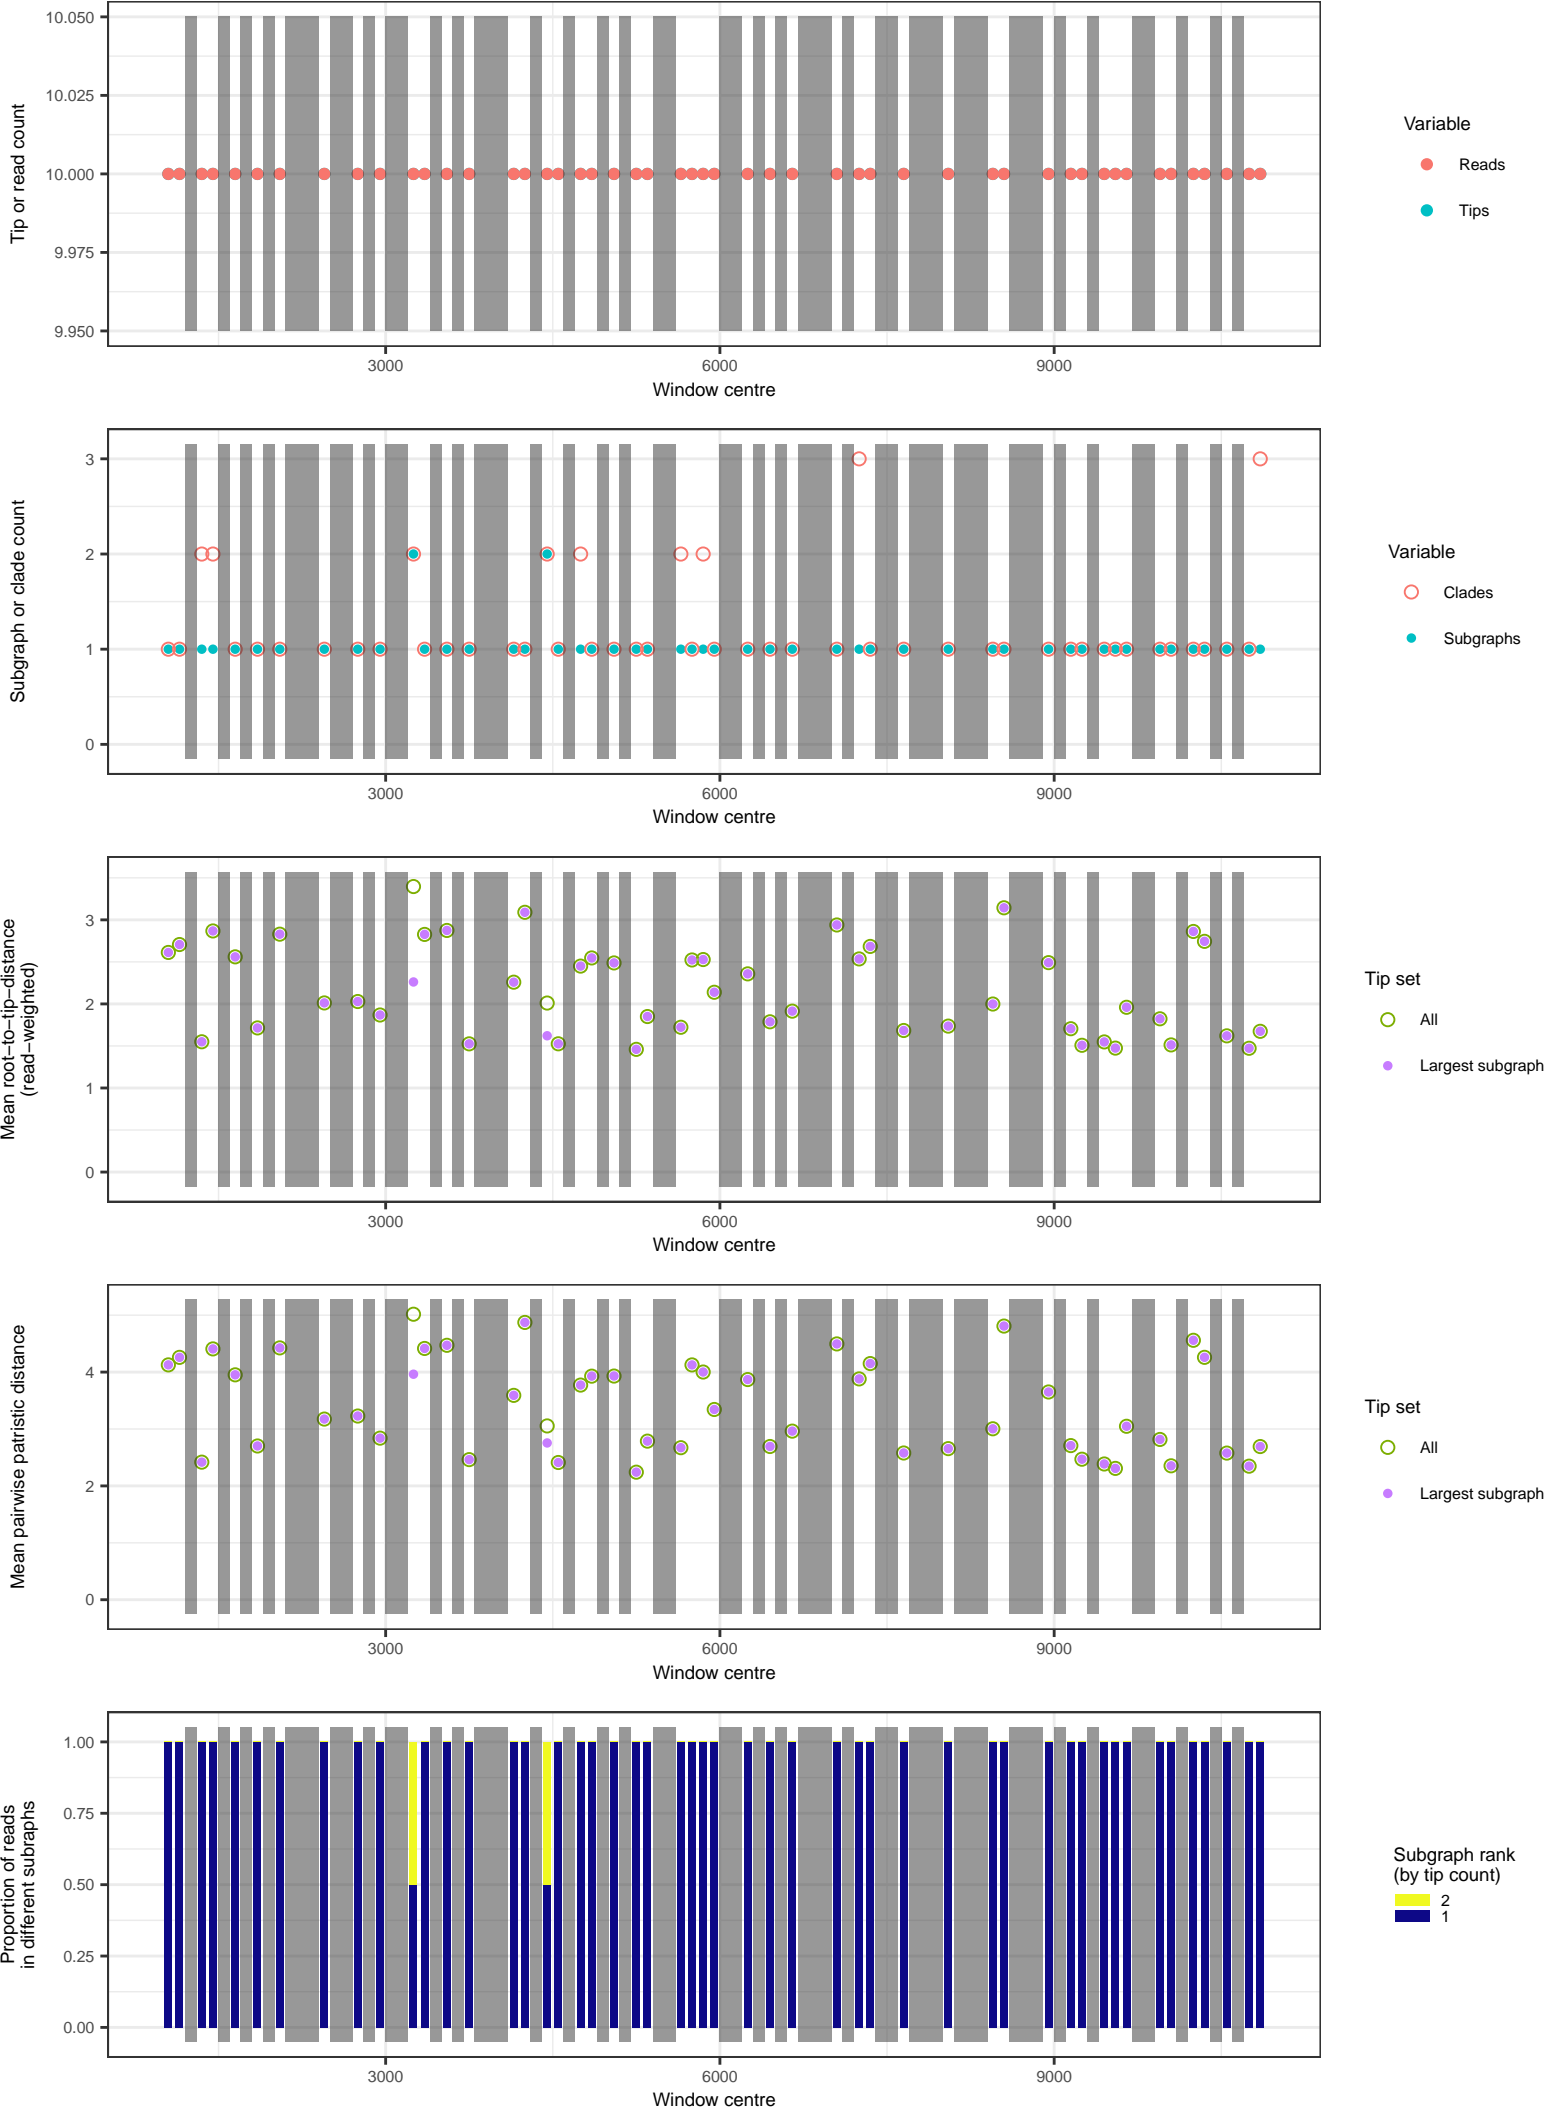 10.050
10.025
10.000
9.975
9.950
Tip or read count
3000
6000
9000
Window centre
Variable
Reads
Tips
3
2
1
0
Subgraph or clade count
3000
6000
9000
Window centre
Variable
Clades
Subgraphs
3
2
1
0
Mean root−to−tip−distance
(read−weighted)
3000
6000
9000
Window centre
Tip set
All
Largest subgraph
4
2
0
Mean pairwise patristic distance
3000
6000
9000
Window centre
Tip set
All
Largest subgraph
1.00
0.75
0.50
0.25
0.00
Proportion of reads
in different subraphs
3000
6000
9000
Window centre
Subgraph rank
(by tip count)
2
1